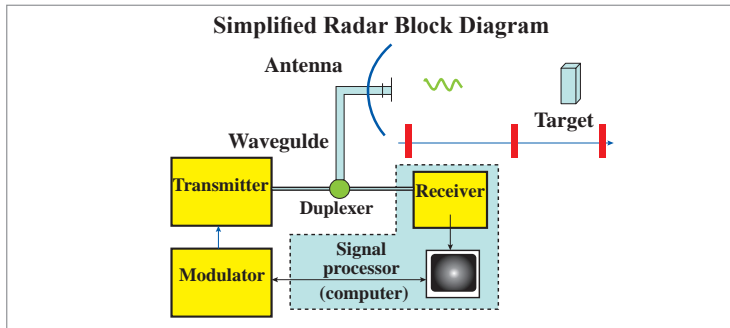 Simplified Radar Block Diagram
Antenna
Target
Wavegulde
Transmitter
Receiver
Duplexer
Signal
processor
(computer)
Modulator